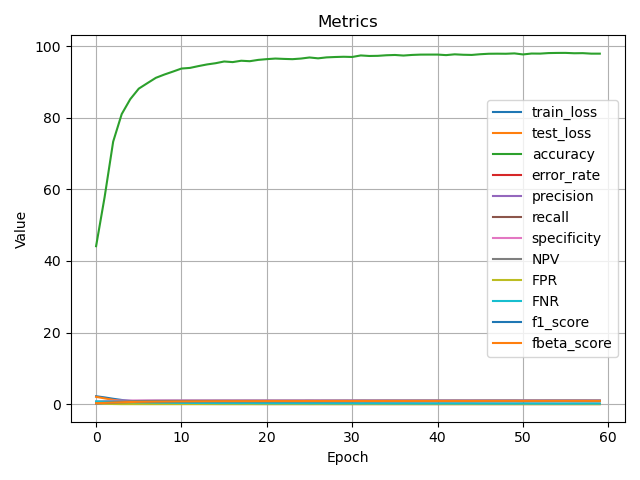 Metrics
100
80
60
40
20
0
Value
train_loss
test_loss
accuracy
error_rate
precision
recall
specificity
NPV
FPR
FNR
f1_score
fbeta_score
0 10 20 30 40 50 60
Epoch